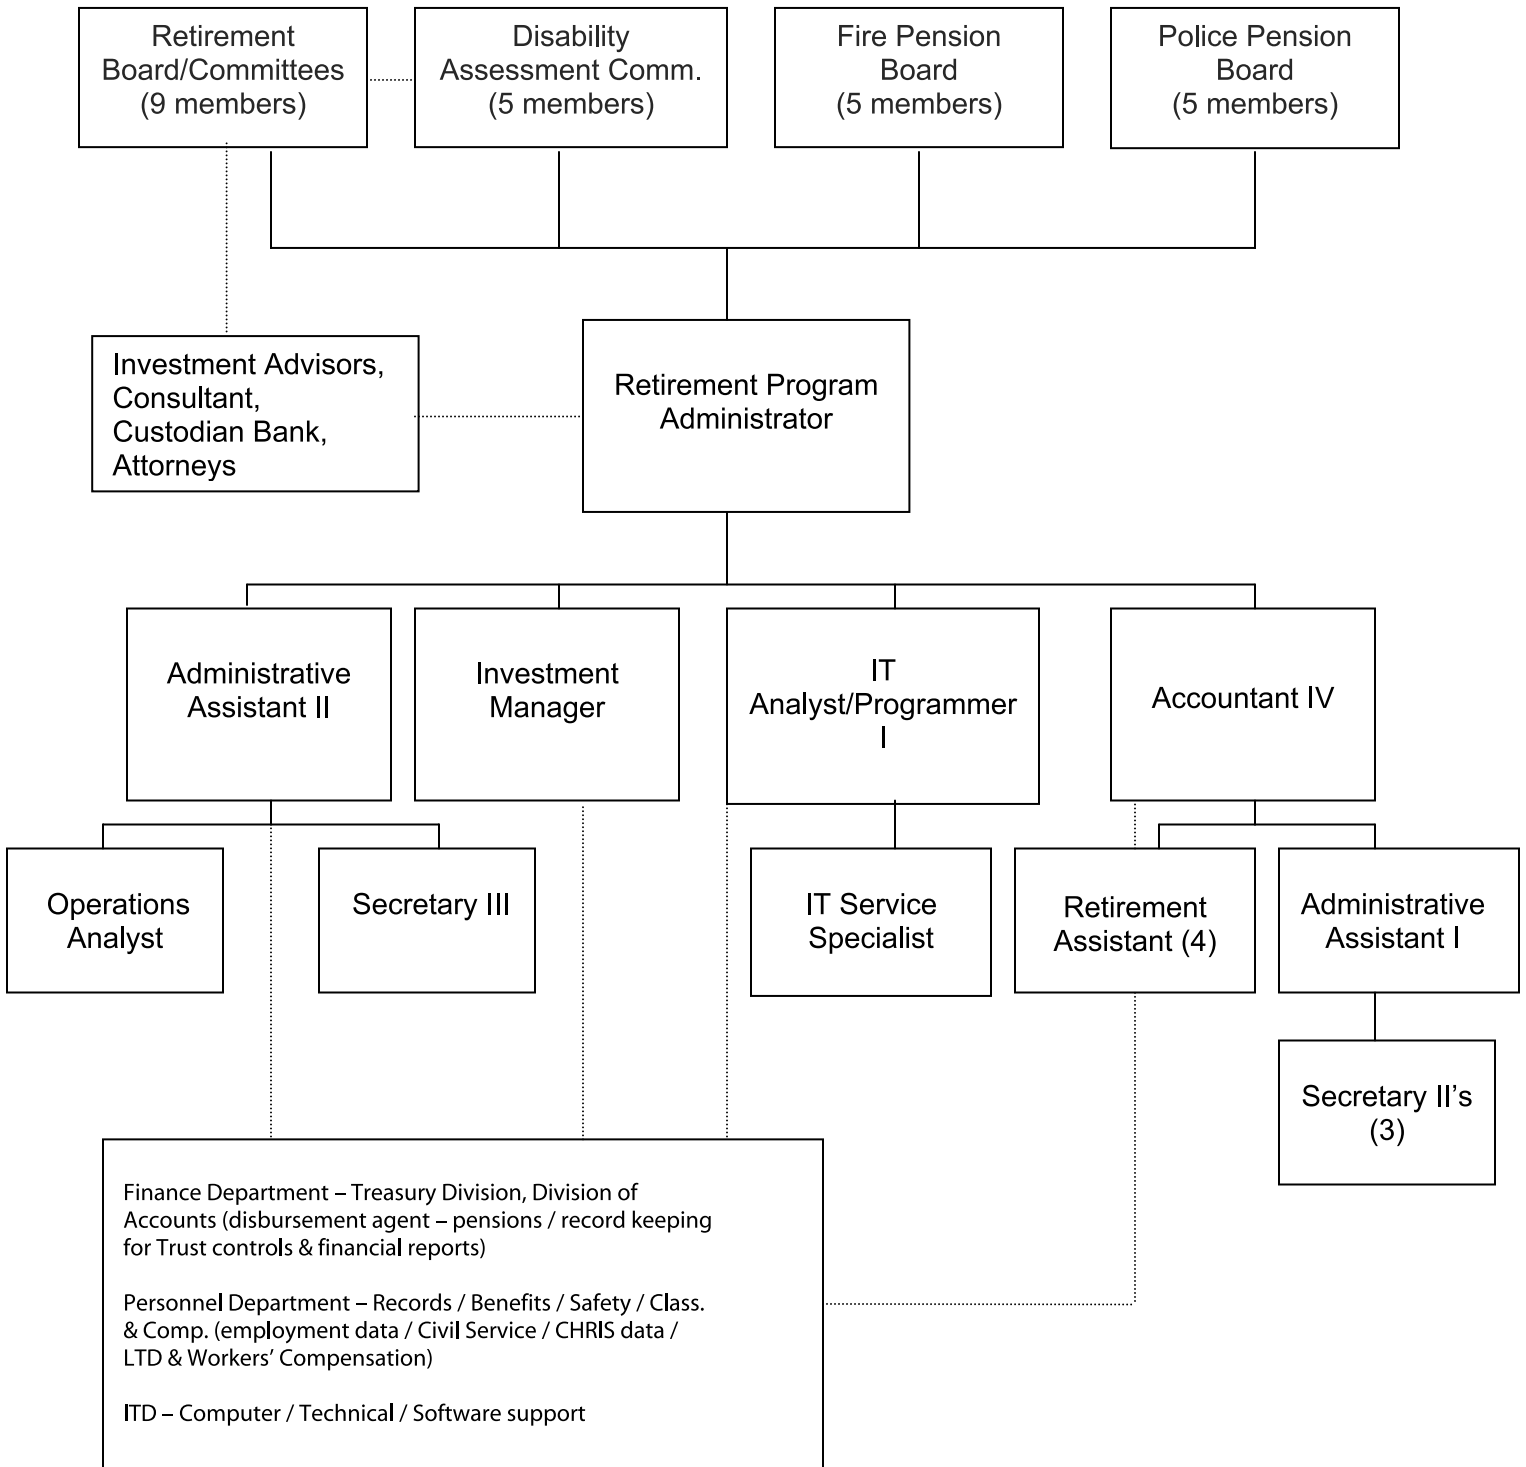 Retirement
Board/Committees
(9 members)
Disability
Assessment Comm.
(5 members)
Fire Pension
Board
(5 members)
Police Pension
Board
(5 members)
Investment Advisors,
Consultant,
Custodian Bank,
Attorneys
Retirement Program
Administrator
Administrative
Assistant II
Investment
Manager
IT
Analyst/Programmer
I
Accountant IV
Operations
Analyst
Secretary III
IT Service
Specialist
Retirement
Assistant (4)
Administrative
Assistant I
Secretary II’s
(3)
Finance Department – Treasury Division, Division of
Accounts (disbursement agent – pensions / record keeping
for Trust controls & financial reports)
Personnel Department – Records / Benefits / Safety / Class.
& Comp. (employment data / Civil Service / CHRIS data /
LTD & Workers’ Compensation)
ITD – Computer / Technical / Software support